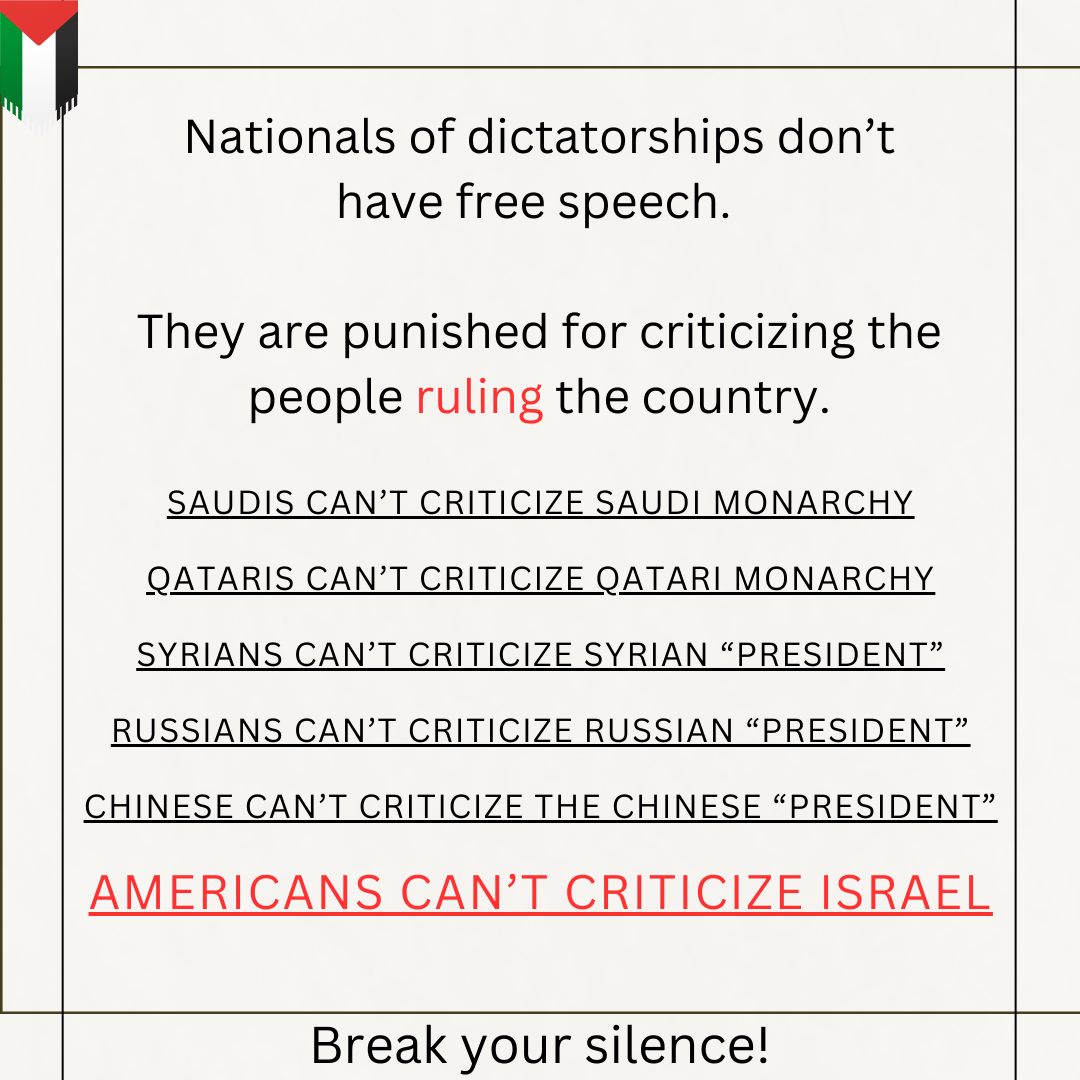 Nationals of dictatorships don’t
have free speech.
They are punished for criticizing the
people ruling the country.
SAUDIS CAN’T CRITICIZE SAUDI MONARCHY
QATARIS CAN’T CRITICIZE QATARI MONARCHY
SYRIANS CAN’T CRITICIZE SYRIAN “PRESIDENT”
RUSSIANS CAN’T CRITICIZE RUSSIAN “PRESIDENT”
CHINESE CAN’T CRITICIZE THE CHINESE “PRESIDENT”
AMERICANS CAN’T CRITICIZE ISRAEL
Break your silence!